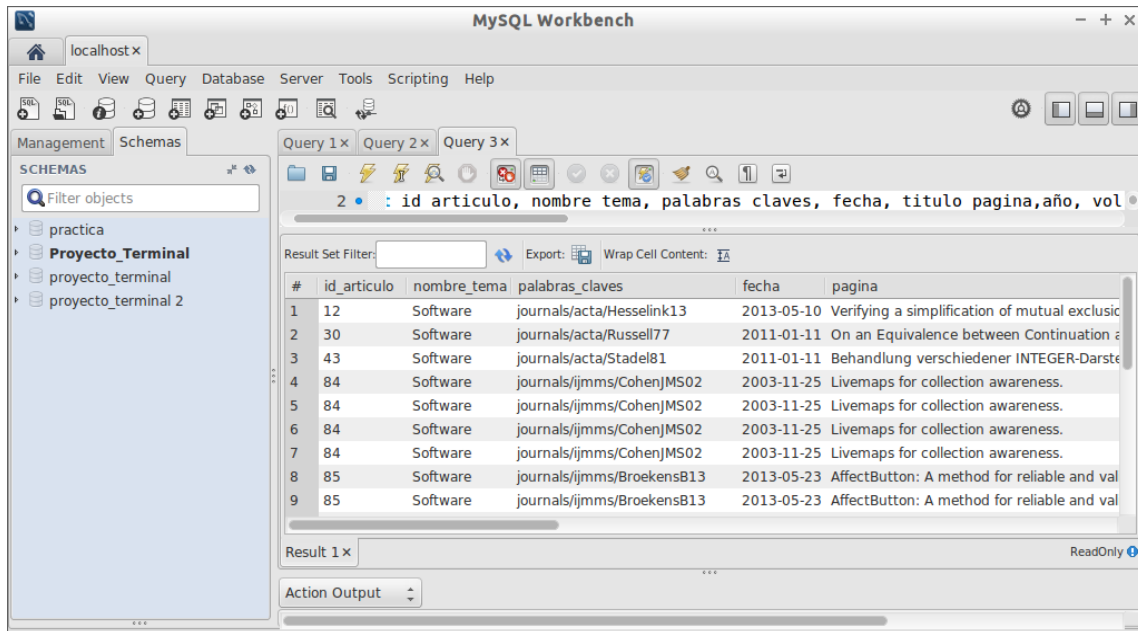 MySQL Workbench
localhost
File Edit View Query Database Server Tools Scripting Help
Management Schemas
Query 1 Query 2 Query 3
SCHEMAS
Filter objects
practica
Proyecto_Terminal
proyecto_terminal
proyecto_terminal 2
2 : id articulo, nombre tema, palabras claves, fecha, titulo pagina,año, vol
Result Set Filter: Export: Wrap Cell Content:
# id_articulo nombre_tema palabras_claves fecha pagina
1 12 Software journals/acta/Hesselink13 2013-05-10 Verifying a simplification of mutual exclusic
2 30 Software journals/acta/Russell77 2011-01-11 On an Equivalence between Continuation a
3 43 Software journals/acta/Stadel81 2011-01-11 Behandlung verschiedener INTEGER-Darste
4 84 Software journals/ijmms/CohenJMS02 2003-11-25 Livemaps for collection awareness.
5 84 Software journals/ijmms/CohenJMS02 2003-11-25 Livemaps for collection awareness.
6 84 Software journals/ijmms/CohenJMS02 2003-11-25 Livemaps for collection awareness.
7 84 Software journals/ijmms/CohenJMS02 2003-11-25 Livemaps for collection awareness.
8 85 Software journals/ijmms/BroekensB13 2013-05-23 AffectButton: A method for reliable and val
9 85 Software journals/ijmms/BroekensB13 2013-05-23 AffectButton: A method for reliable and val
Result 1 ReadOnly
Action Output